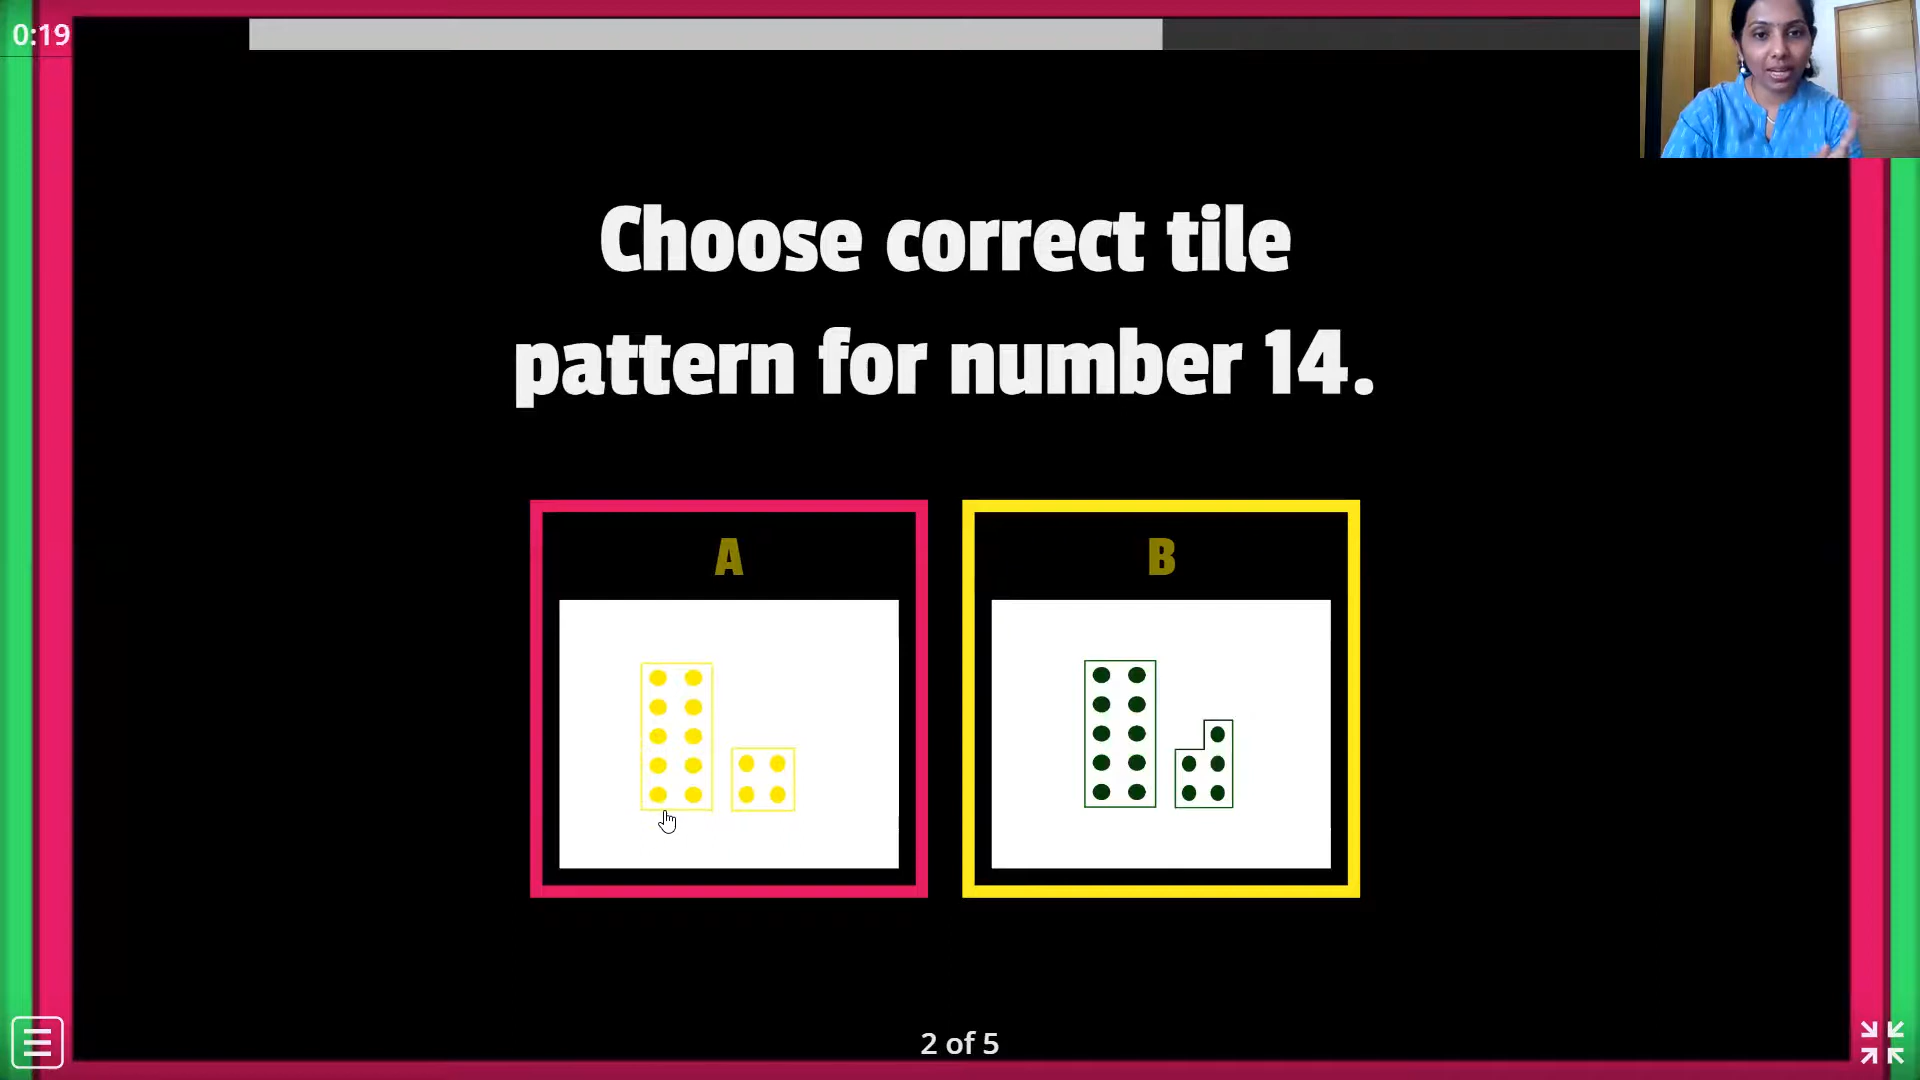 0:19
Choose correct tile
pattern for number 14.
A
B
2 of 5